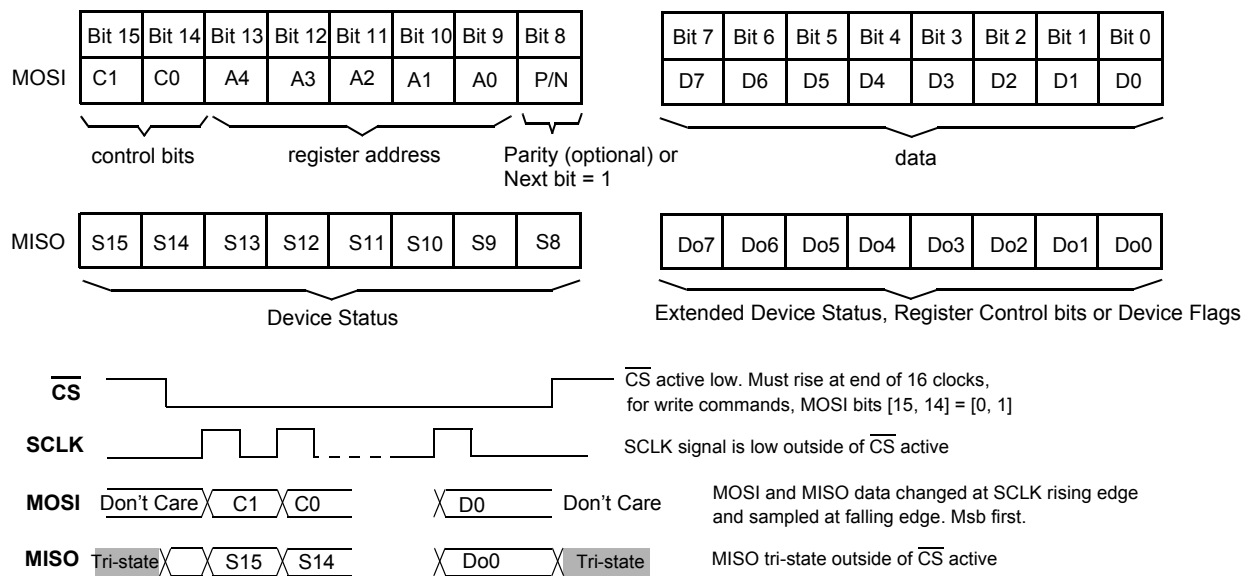 Bit 15 Bit 14 Bit 13 Bit 12 Bit 11 Bit 10 Bit 9 Bit 8 Bit 7 Bit 6 Bit 5 Bit 4 Bit 3 Bit 2 Bit 1 Bit 0
MOSI C1 C0 A4 A3 A2 A1 A0 P/N D7 D6 D5 D4 D3 D2 D1 D0
control bits register address Parity (optional) or data
Next bit = 1
MISO S15 S14 S13 S12 S11 S10 S9 S8 Do7 Do6 Do5 Do4 Do3 Do2 Do1 Do0
Device Status Extended Device Status, Register Control bits or Device Flags
CS CS active low. Must rise at end of 16 clocks,
for write commands, MOSI bits [15, 14] = [0, 1]
SCLK SCLK signal is low outside of CS active
MOSI Don't Care C1 C0 D0 Don't Care MOSI and MISO data changed at SCLK rising edge
and sampled at falling edge. Msb first.
MISO Tri-state S15 S14 Do0 Tri-state MISO tri-state outside of CS active